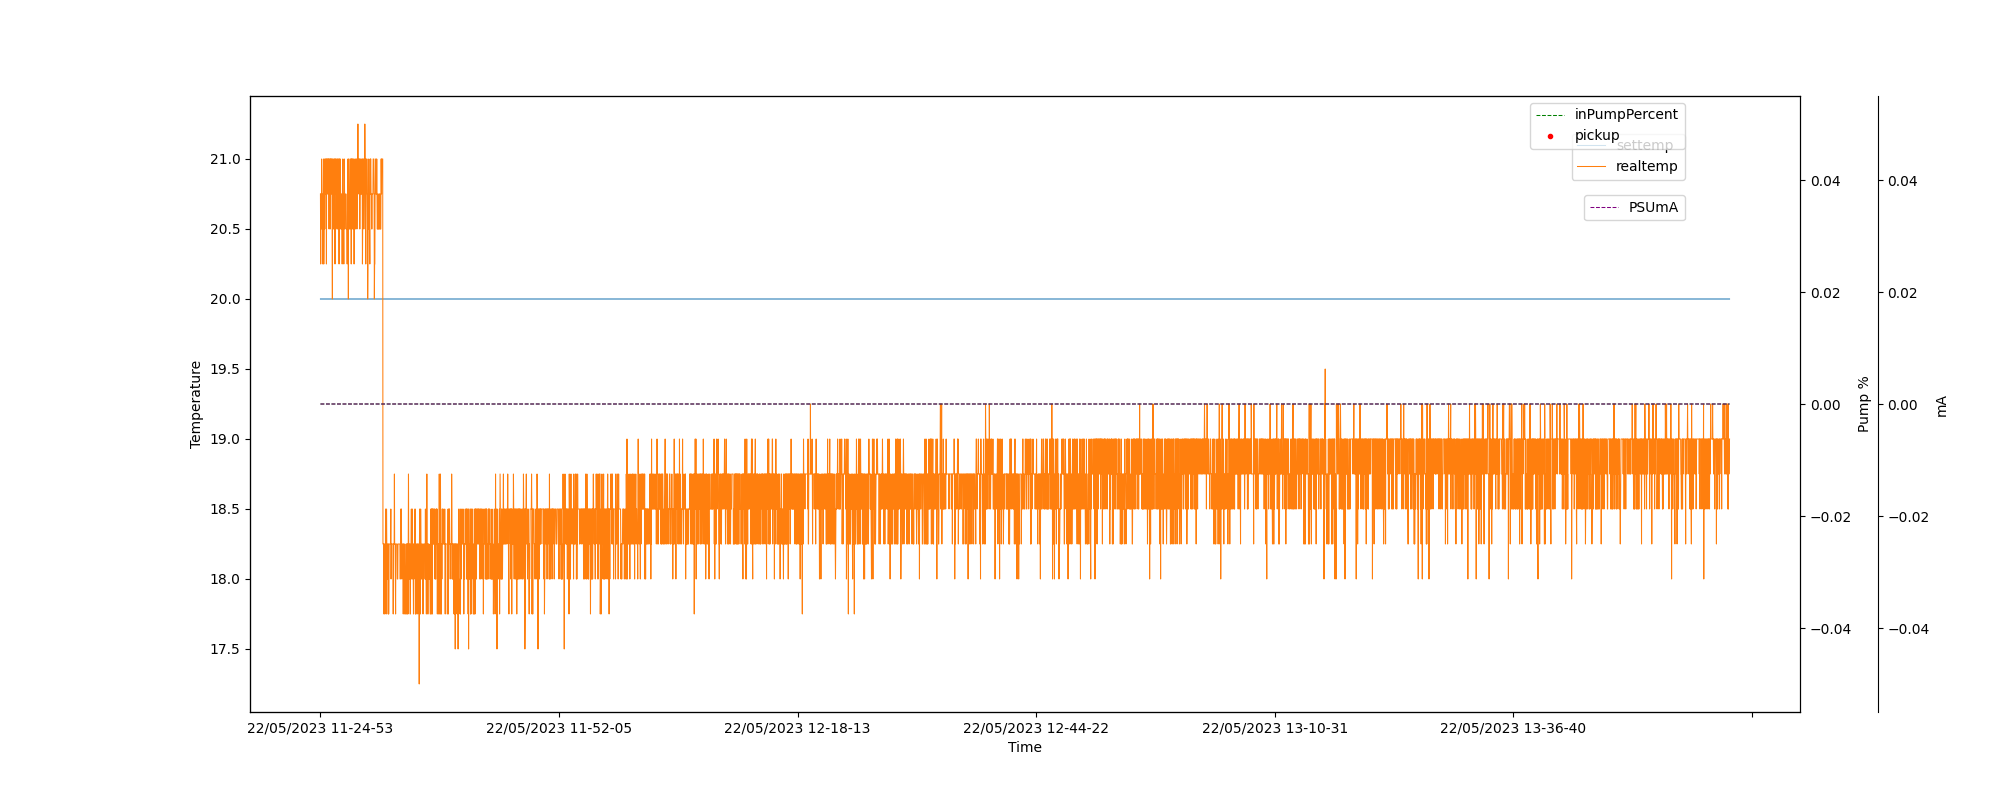 inPumpPercent
pickup
settemp
realtemp
PSUmA
21.0
20.5
20.0
19.5
19.0
18.5
18.0
17.5
Temperature
0.04
0.02
0.00
−0.02
−0.04
Pump %
0.04
0.02
0.00
−0.02
−0.04
mA
22/05/2023 11-24-53
22/05/2023 11-52-05
22/05/2023 12-18-13
22/05/2023 12-44-22
22/05/2023 13-10-31
22/05/2023 13-36-40
Time